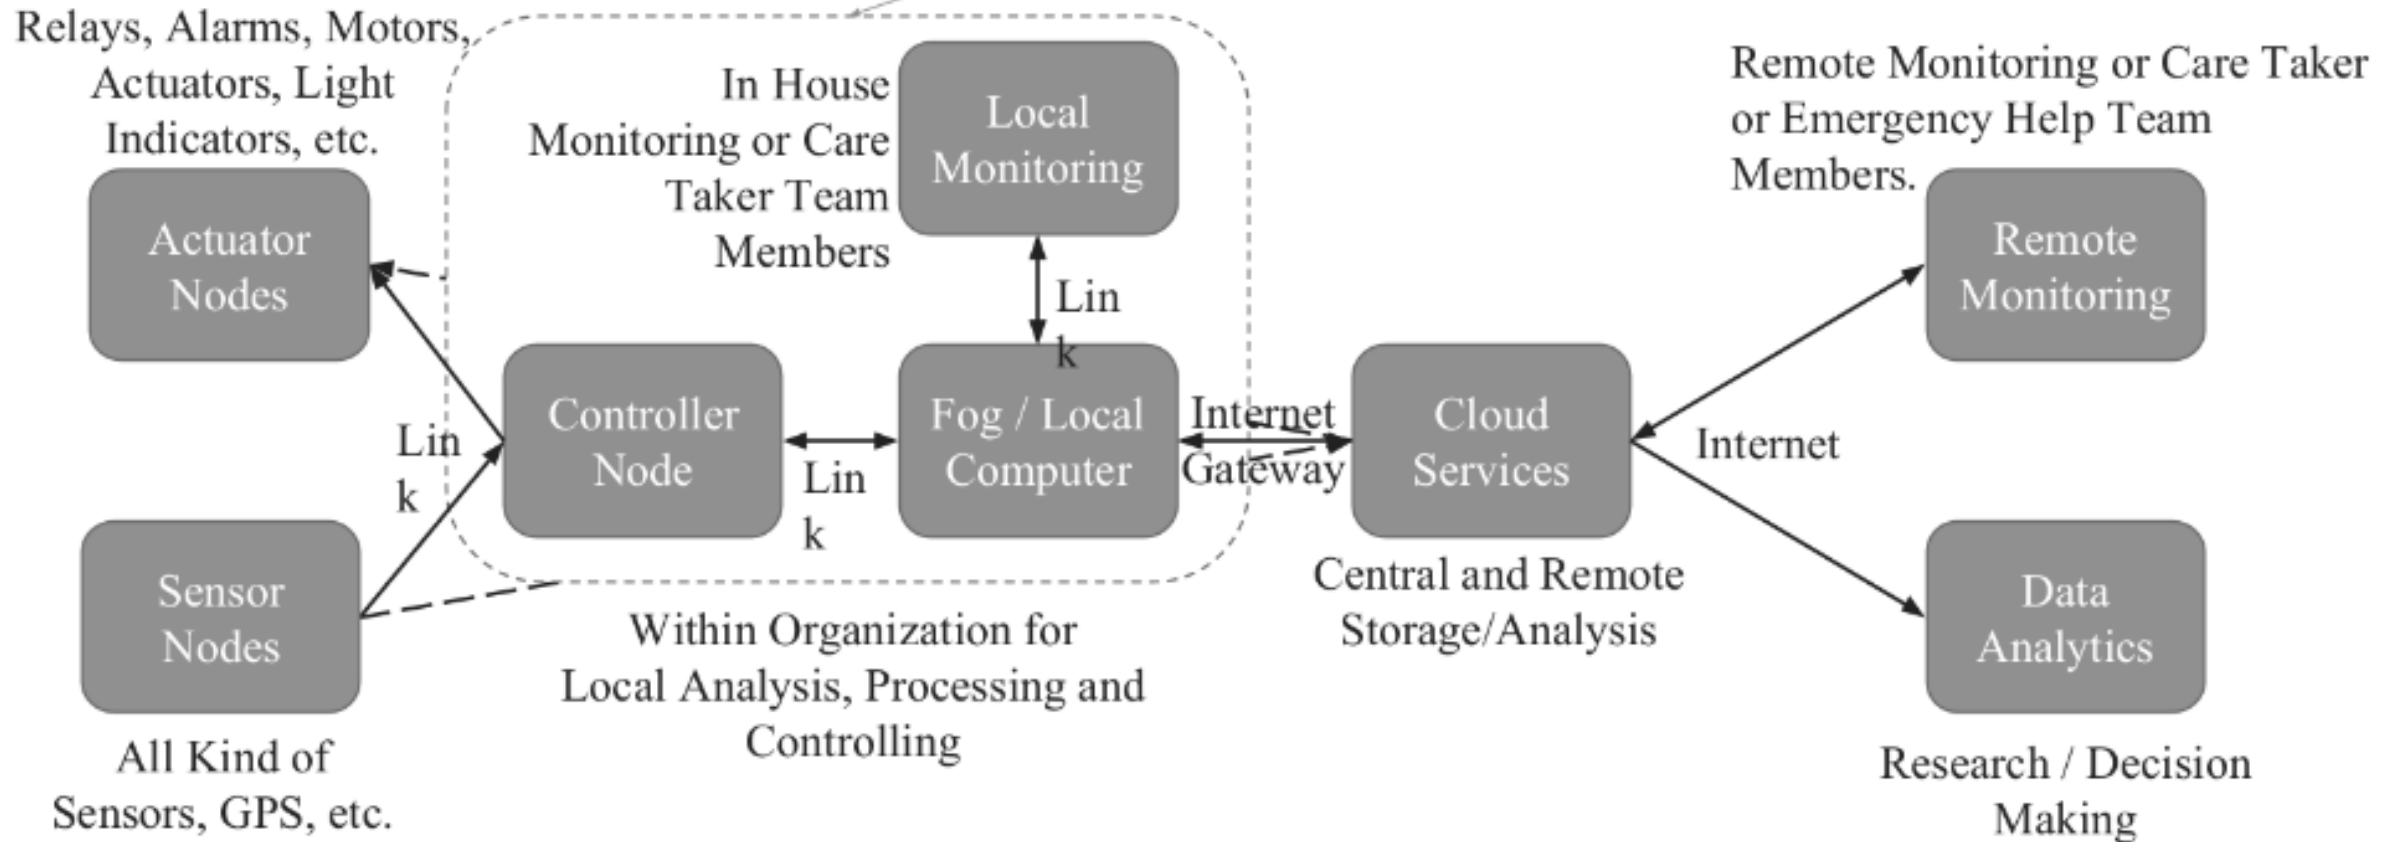 Relays, Alarms, Motors,
Actuators, Light
Indicators, etc.
Actuator
Nodes
In House
Monitoring or Care
Taker Team
Members
Local
Monitoring
Lin
k
Remote Monitoring or Care Taker
or Emergency Help Team
Members.
Remote
Monitoring
Lin
k
Controller
Node
Lin
k
Fog / Local
Computer
Internet
Gateway
Cloud
Services
Internet
Sensor
Nodes
All Kind of
Sensors, GPS, etc.
Within Organization for
Local Analysis, Processing and
Controlling
Central and Remote
Storage/Analysis
Data
Analytics
Research / Decision
Making